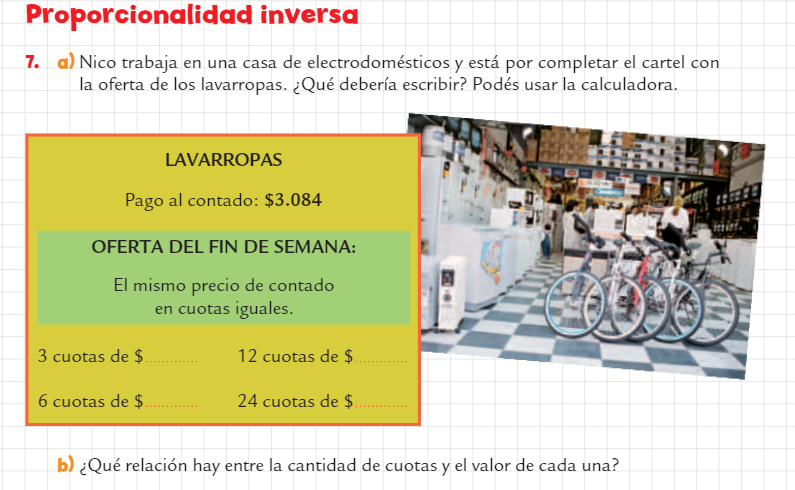 Proporcionalidad inversa
7. a) Nico trabaja en una casa de electrodomésticos y está por completar el cartel con
la oferta de los lavarropas. ¿Qué debería escribir? Podés usar la calculadora.
LAVARROPAS
Pago al contado: $3.084
OFERTA DEL FIN DE SEMANA:
El mismo precio de contado
en cuotas iguales.
3 cuotas de $............. 12 cuotas de $.............
6 cuotas de $............. 24 cuotas de $.............
b) ¿Qué relación hay entre la cantidad de cuotas y el valor de cada una?